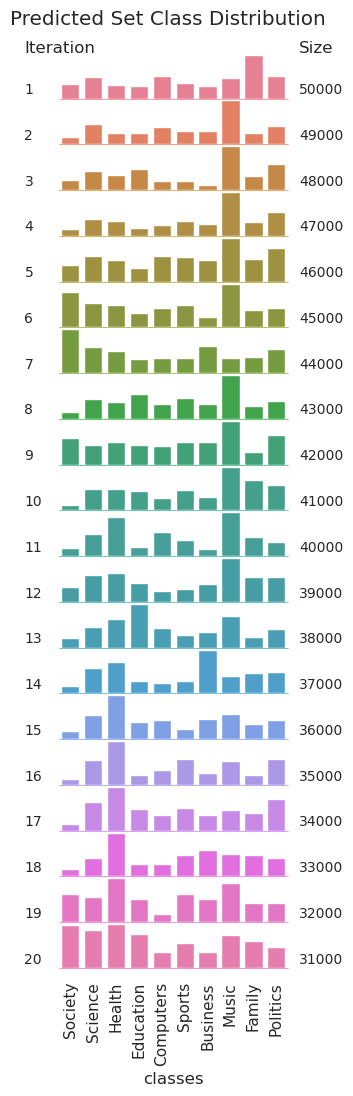 Predicted Set Class Distribution
Iteration Size
1 50000
2 49000
3 48000
4 47000
5 46000
6 45000
7 44000
8 43000
9 42000
10 41000
11 40000
12 39000
13 38000
14 37000
15 36000
16 35000
17 34000
18 33000
19 32000
20 31000
Society
Science
Health
Education
Computers
Sports
Business
Music
Family
Politics
classes